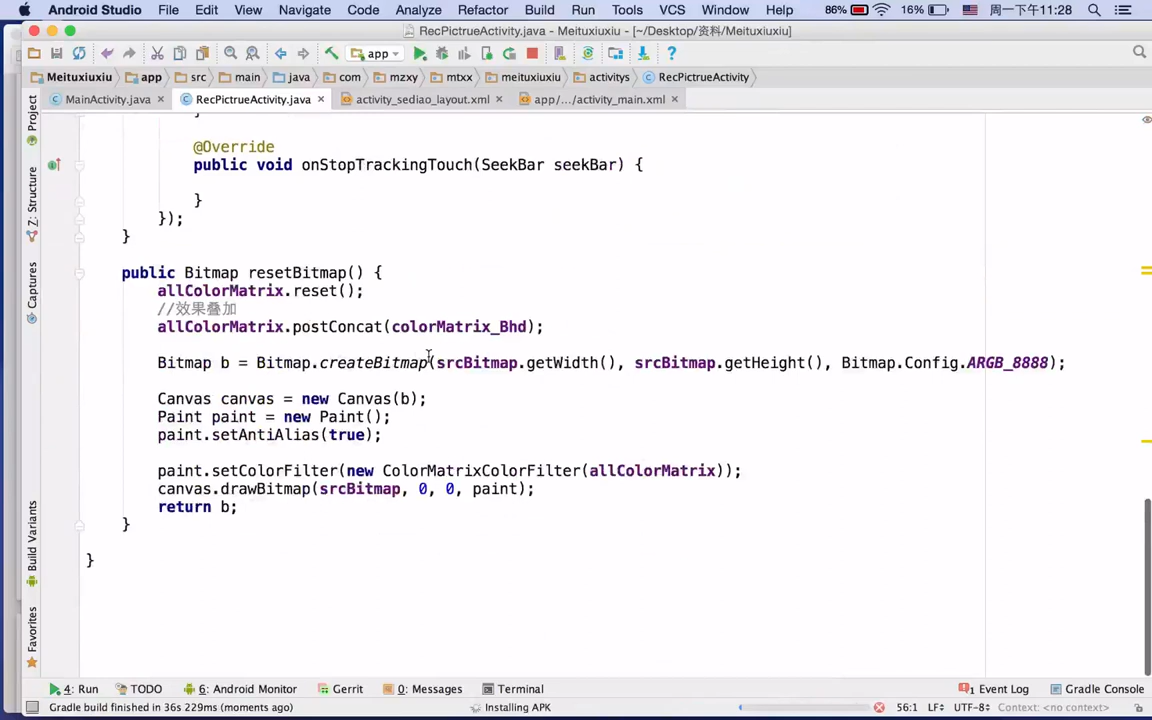 Android Studio File Edit View Navigate Code Analyze Refactor Build Run Tools VCS Window Help 86% 16% 周一下午11:28
RecPictrueActivity.java - Meituxiuxiu - [~/Desktop/资料/Meituxiuxiu]
app
Meituxiuxiu app src main java com mzxy mtxx meituxiuxiu activitys RecPictrueActivity
MainActivity.java RecPictrueActivity.java activity_sediao_layout.xml app/.../activity_main.xml
Project
Z: Structure
Captures
Build Variants
Favorites
}
@Override
public void onStopTrackingTouch(SeekBar seekBar) {
}
});
}
public Bitmap resetBitmap() {
allColorMatrix.reset();
//效果叠加
allColorMatrix.postConcat(colorMatrix_Bhd);
Bitmap b = Bitmap.createBitmap(srcBitmap.getWidth(), srcBitmap.getHeight(), Bitmap.Config.ARGB_8888);
Canvas canvas = new Canvas(b);
Paint paint = new Paint();
paint.setAntiAlias(true);
paint.setColorFilter(new ColorMatrixColorFilter(allColorMatrix));
canvas.drawBitmap(srcBitmap, 0, 0, paint);
return b;
}
}
4: Run TODO 6: Android Monitor Gerrit 0: Messages Terminal 1 Event Log Gradle Console
Gradle build finished in 36s 229ms (moments ago) Installing APK 56:1 LF÷ UTF-8÷ Context: <no context>